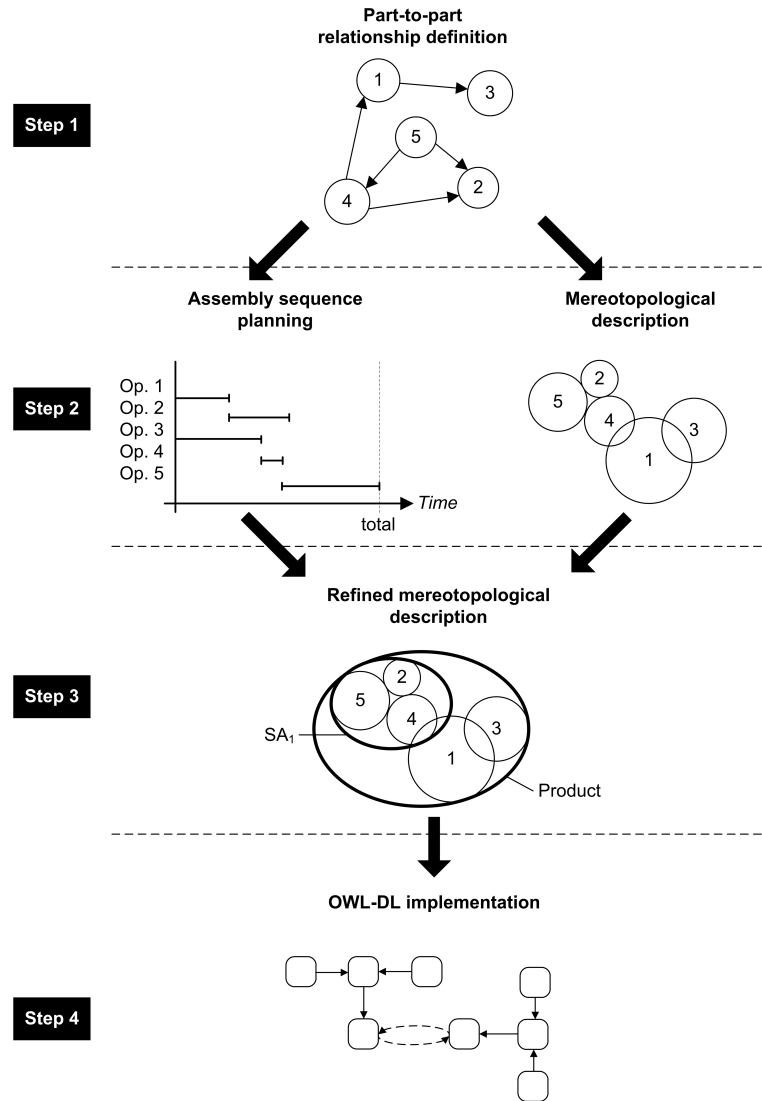 Part-to-part
relationship definition
Step 1
1
3
5
2
4
Assembly sequence
planning
Mereotopological
description
Step 2
Op. 1
Op. 2
Op. 3
Op. 4
Op. 5
Time
total
2
5
4
3
1
Refined mereotopological
description
Step 3
2
5
4
3
1
SA₁
Product
OWL-DL implementation
Step 4